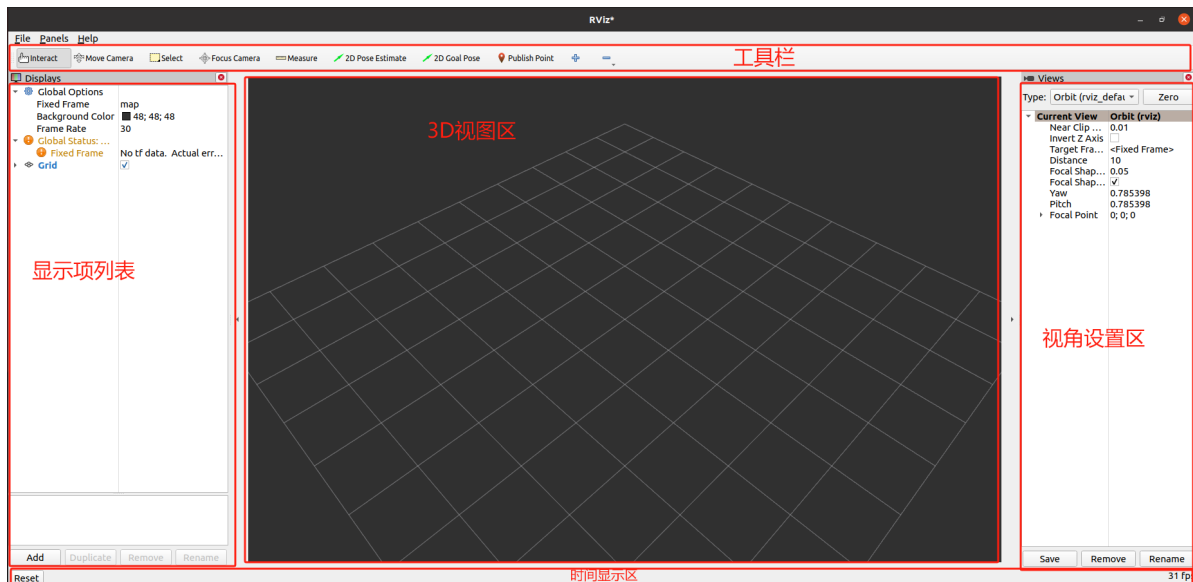 RViz*
File Panels Help
Interact Move Camera Select Focus Camera Measure 2D Pose Estimate 2D Goal Pose Publish Point 工具栏
Displays
Global Options
Fixed Frame map
Background Color 48; 48; 48
Frame Rate 30
Global Status: ...
Fixed Frame No tf data. Actual err...
Grid
显示项列表
Add Duplicate Remove Rename
Reset
3D视图区
时间显示区
Views
Type: Orbit (rviz_defau Zero
Current View Orbit (rviz)
Near Clip ... 0.01
Invert Z Axis
Target Fra... <Fixed Frame>
Distance 10
Focal Shap... 0.05
Focal Shap...
Yaw 0.785398
Pitch 0.785398
Focal Point 0; 0; 0
视角设置区
Save Remove Rename
31 fps